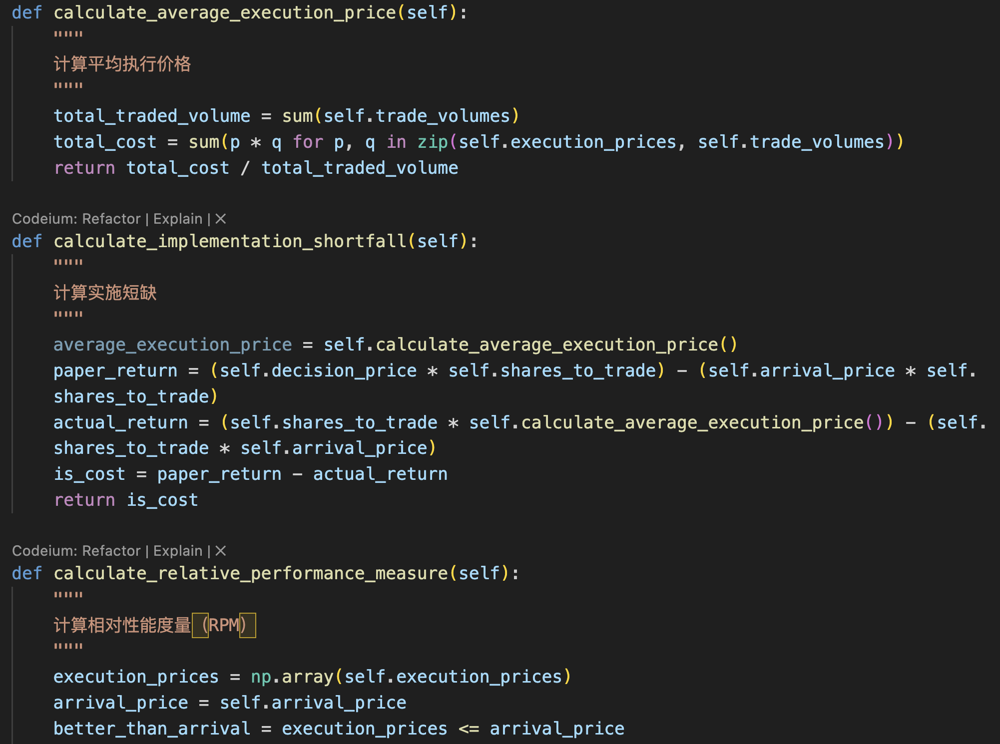 def calculate_average_execution_price(self):
"""
计算平均执行价格
"""
total_traded_volume = sum(self.trade_volumes)
total_cost = sum(p * q for p, q in zip(self.execution_prices, self.trade_volumes))
return total_cost / total_traded_volume
Codeium: Refactor | Explain | ×
def calculate_implementation_shortfall(self):
"""
计算实施短缺
"""
average_execution_price = self.calculate_average_execution_price()
paper_return = (self.decision_price * self.shares_to_trade) - (self.arrival_price * self.
shares_to_trade)
actual_return = (self.shares_to_trade * self.calculate_average_execution_price()) - (self.
shares_to_trade * self.arrival_price)
is_cost = paper_return - actual_return
return is_cost
Codeium: Refactor | Explain | ×
def calculate_relative_performance_measure(self):
"""
计算相对性能度量（RPM）
"""
execution_prices = np.array(self.execution_prices)
arrival_price = self.arrival_price
better_than_arrival = execution_prices <= arrival_price